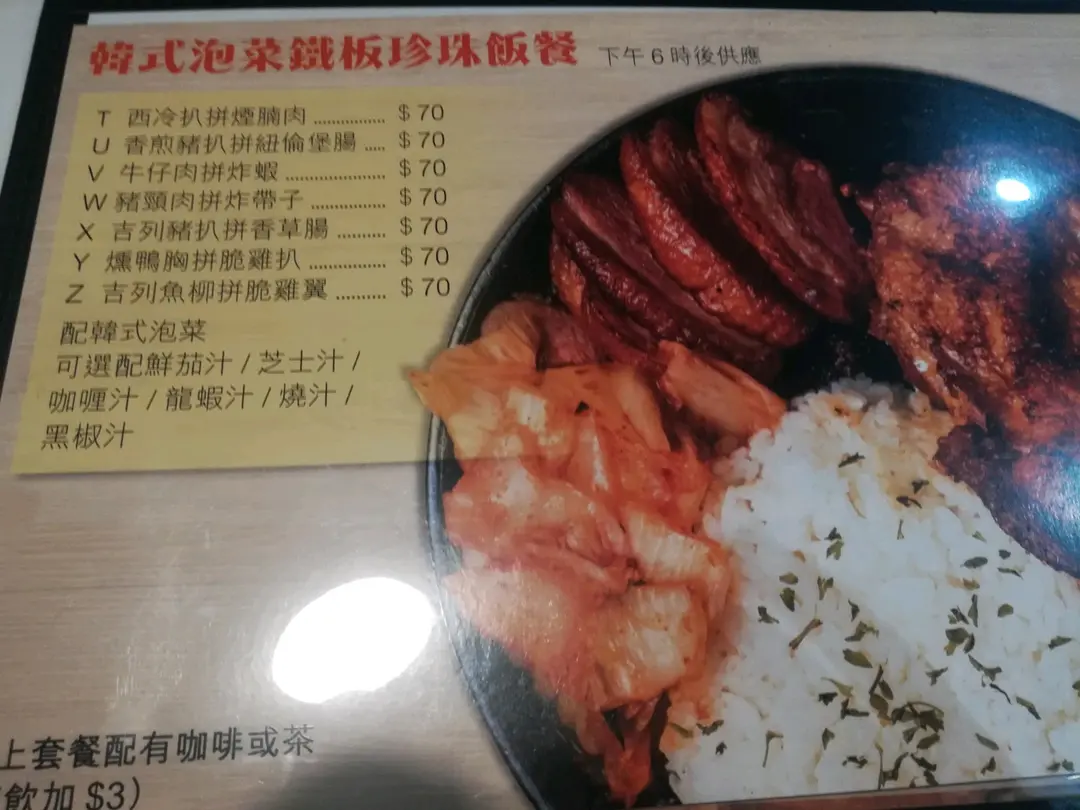 韓式泡菜鐵板珍珠飯餐 下午6時後供應
T 西冷扒拼煙腩肉 ................ $70
U 香煎豬扒拼紐倫堡腸 ..... $70
V 牛仔肉拼炸蝦 ...................... $70
W 豬頸肉拼炸帶子 ................ $70
X 吉列豬扒拼香草腸 .......... $70
Y 燻鴨胸拼脆雞扒 ................ $70
Z 吉列魚柳拼脆雞翼 .......... $70
配韓式泡菜
可選配鮮茄汁 / 芝士汁 /
咖喱汁 / 龍蝦汁 / 燒汁 /
黑椒汁
上套餐配有咖啡或茶
飲加 $3)